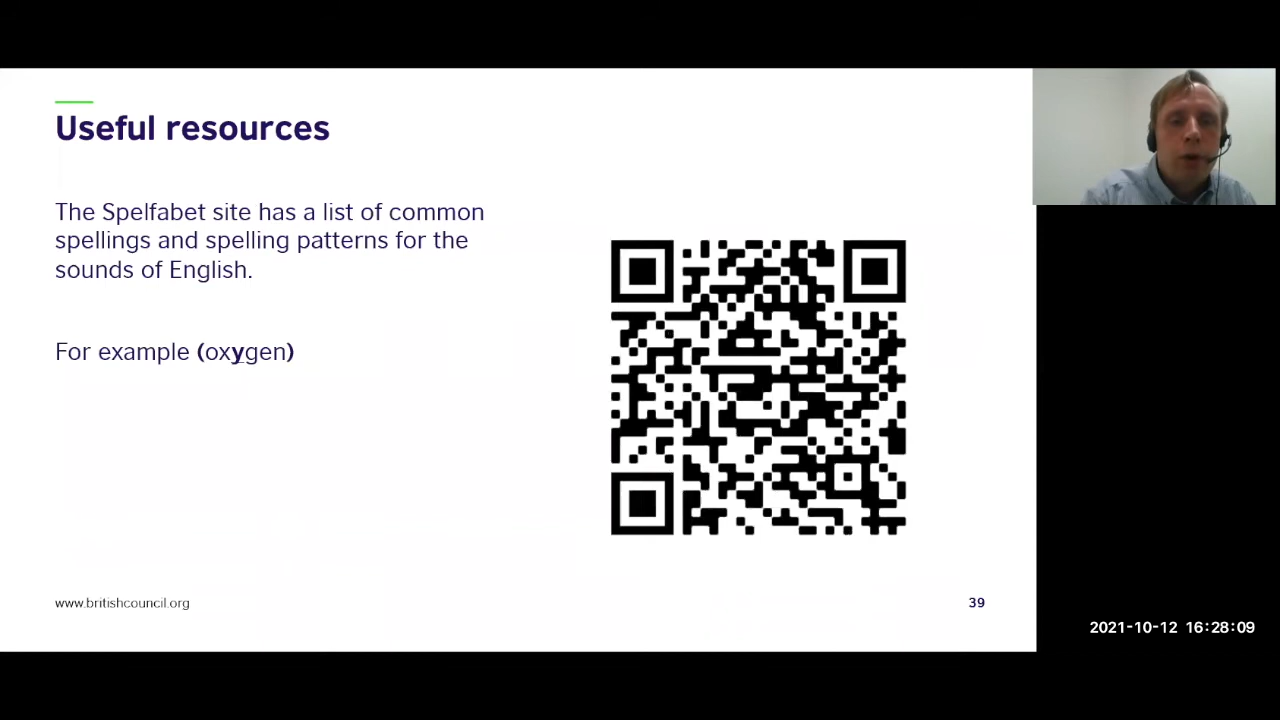 Useful resources
The Spelfabet site has a list of common
spellings and spelling patterns for the
sounds of English.
For example (oxygen)
www.britishcouncil.org
39
2021-10-12 16:28:09